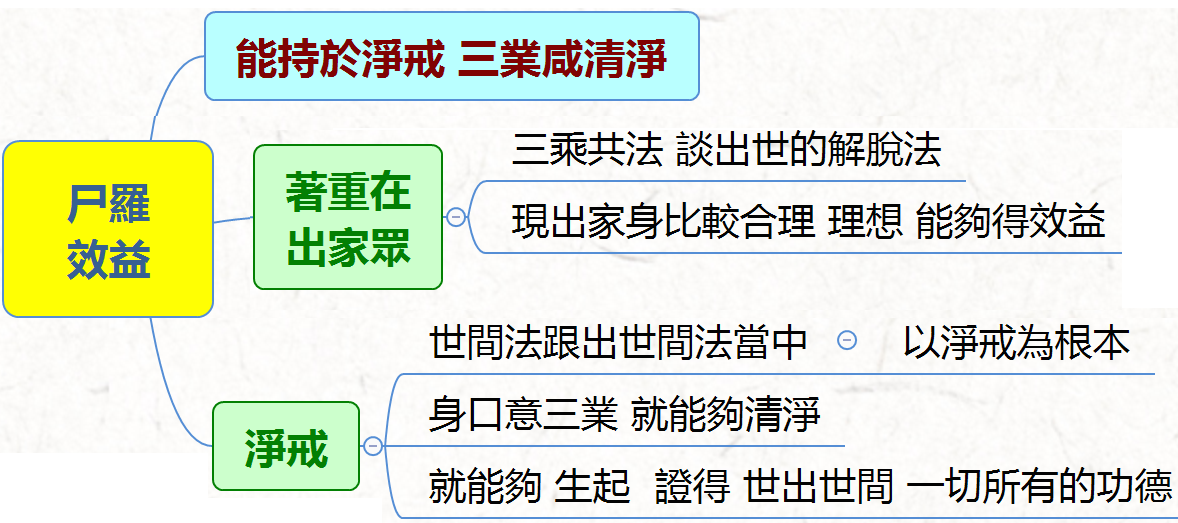 能持於淨戒 三業咸清淨
尸羅
效益
著重在
出家眾
三乘共法 談出世的解脫法
現出家身比較合理 理想 能夠得效益
淨戒
世間法跟出世間法當中 以淨戒為根本
身口意三業 就能夠清淨
就能夠 生起 證得 世出世間 一切所有的功德